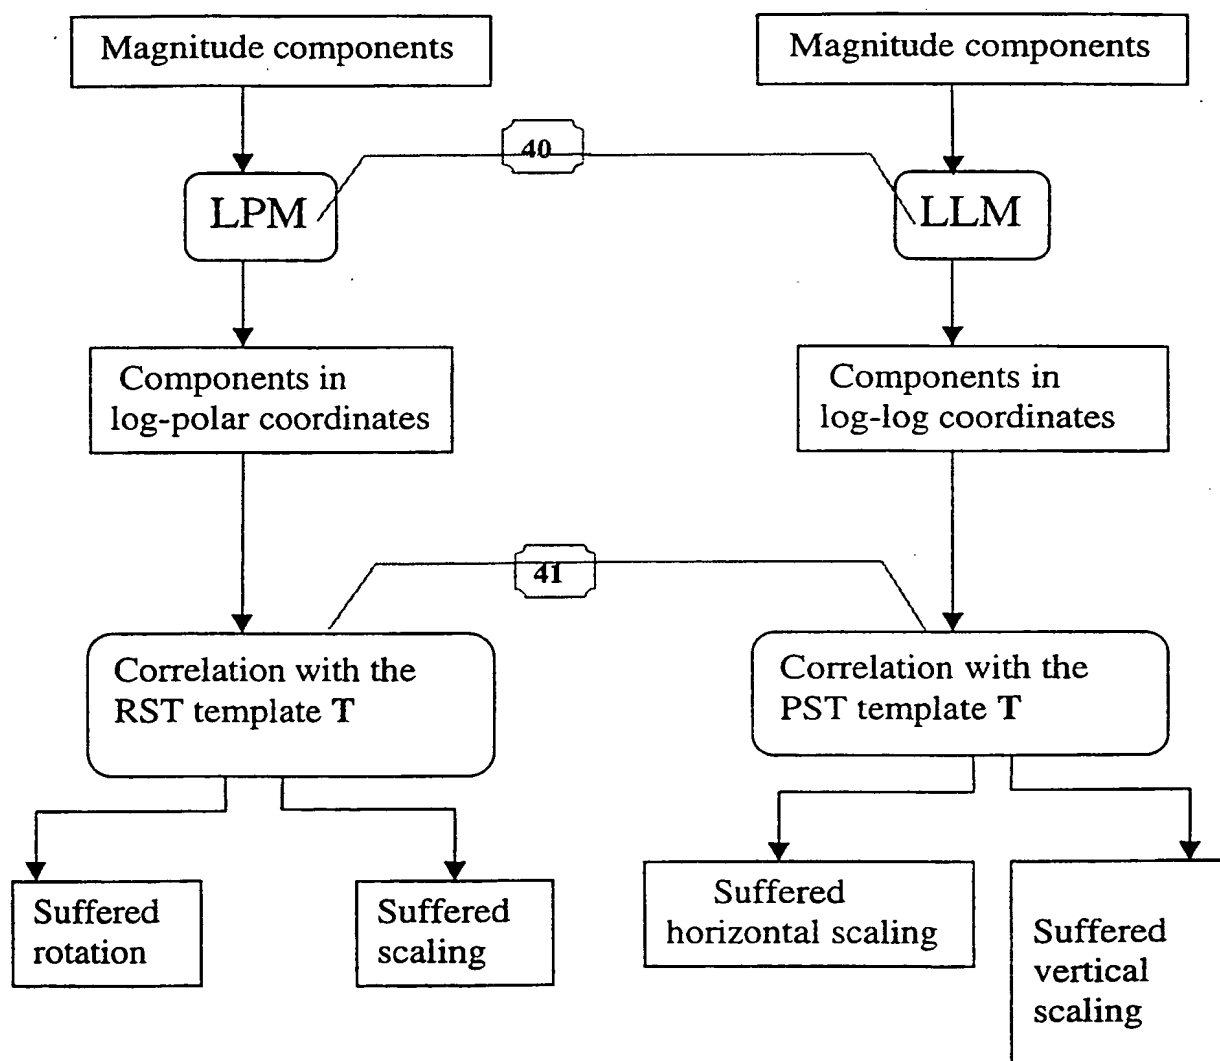 Magnitude components
Magnitude components
40
LPM
LLM
Components in
log-polar coordinates
Components in
log-log coordinates
41
Correlation with the
RST template T
Correlation with the
PST template T
Suffered
rotation
Suffered
scaling
Suffered
horizontal scaling
Suffered
vertical
scaling